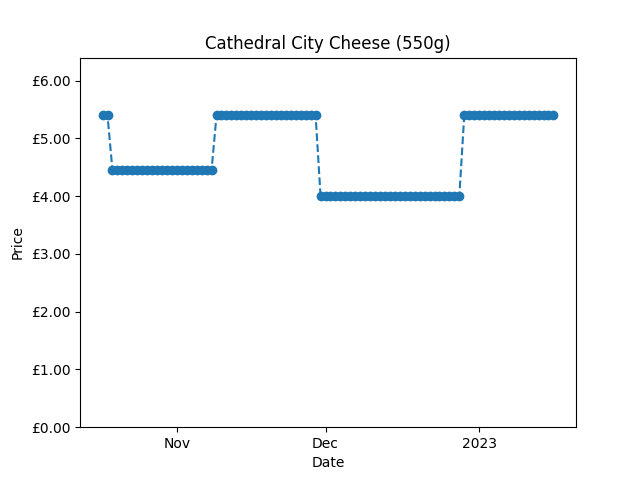 Cathedral City Cheese (550g)
£6.00
£5.00
£4.00
£3.00
£2.00
£1.00
£0.00
Price
Nov
Dec
2023
Date